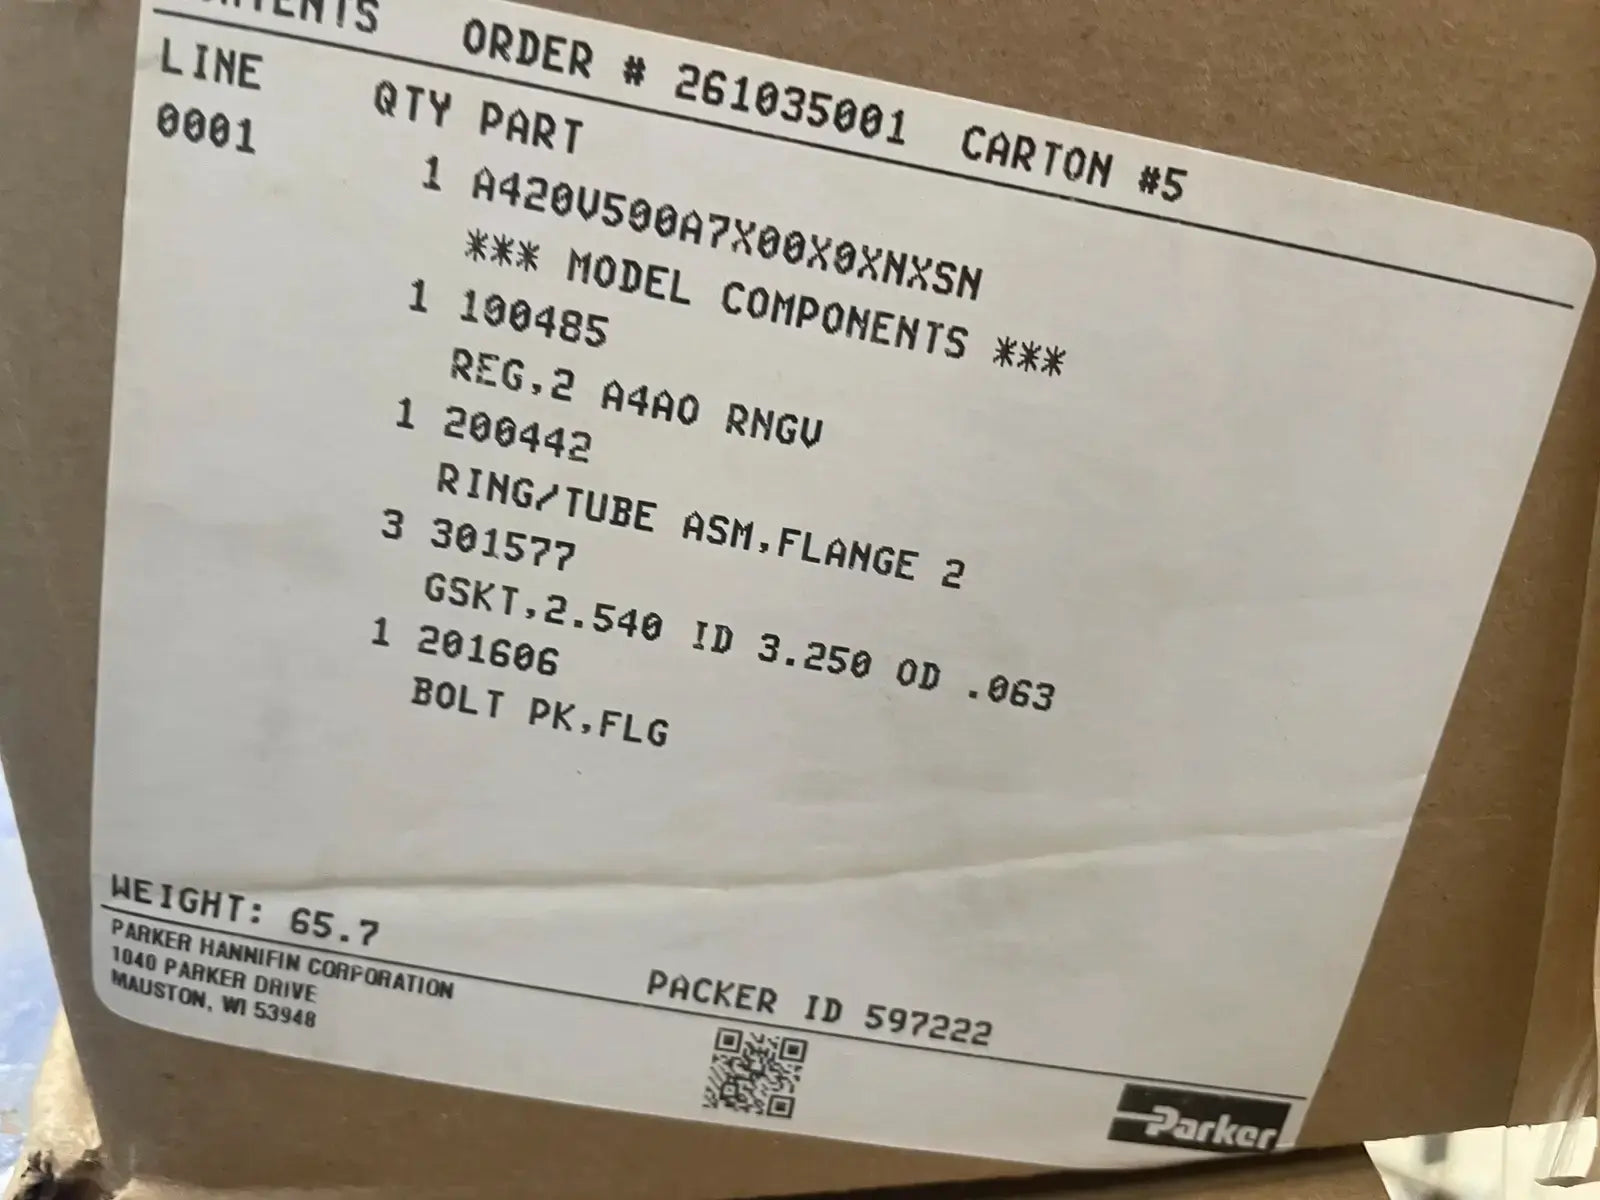 ORDER # 261035001 CARTON #5
LINE QTY PART
0001 1 A420V500A7X00X0XNXSN
*** MODEL COMPONENTS ***
1 100485
REG,2 A4AO RNGV
1 200442
RING/TUBE ASM,FLANGE 2
3 301577
GSKT,2.540 ID 3.250 OD .063
1 201606
BOLT PK,FLG
WEIGHT: 65.7
PARKER HANNIFIN CORPORATION
1040 PARKER DRIVE
MAUSTON, WI 53948
PACKER ID 597222
Parker